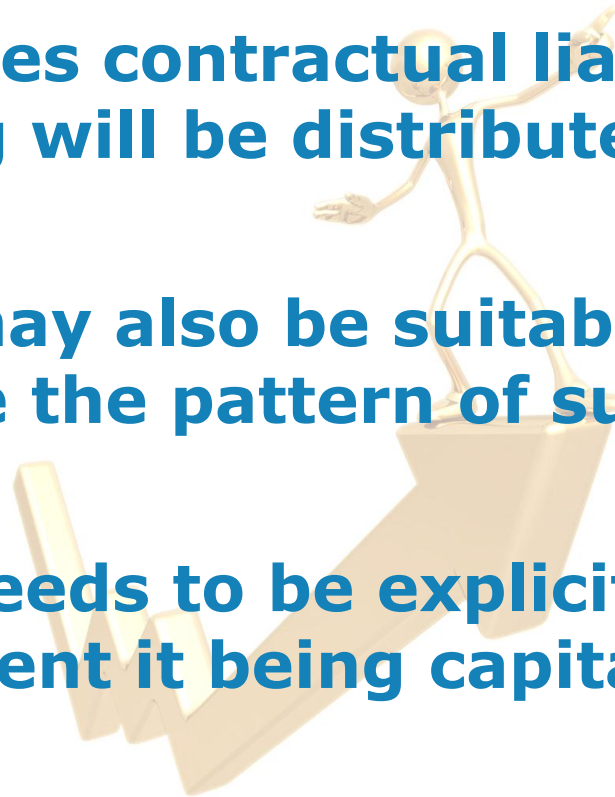 es contractual lia
g will be distribute
may also be suitab
e the pattern of su
eeds to be explicit
ent it being capita